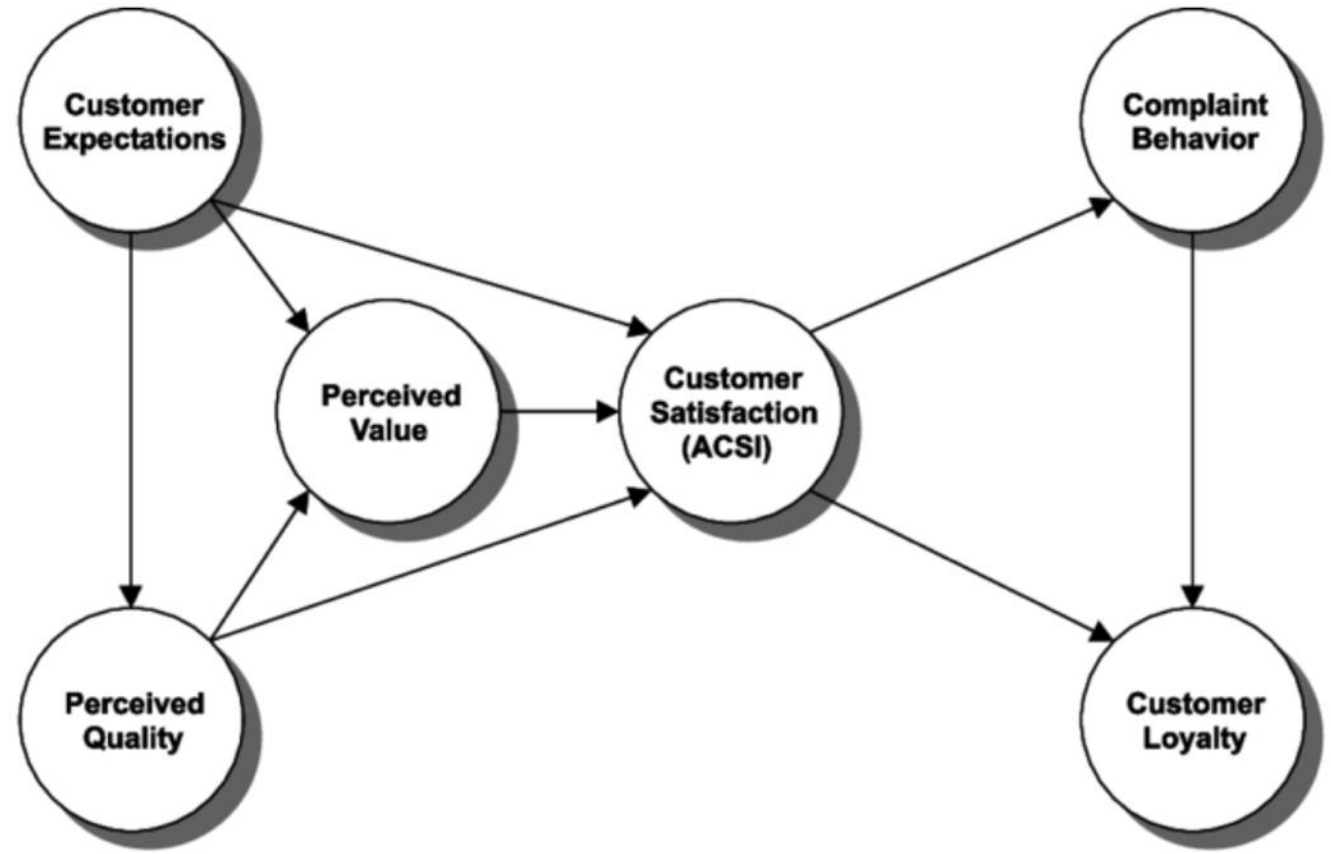 Customer
Expectations
Complaint
Behavior
Perceived
Value
Customer
Satisfaction
(ACSI)
Perceived
Quality
Customer
Loyalty